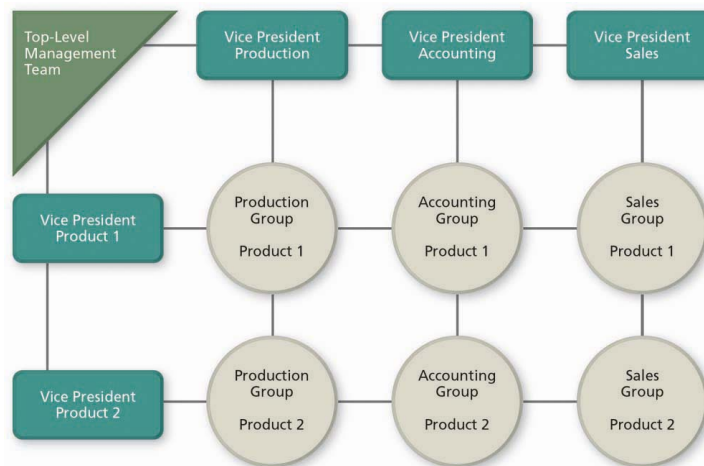 Top-Level
Management
Team
Vice President
Production
Vice President
Accounting
Vice President
Sales
Vice President
Product 1
Production
Group
Product 1
Accounting
Group
Product 1
Sales
Group
Product 1
Vice President
Product 2
Production
Group
Product 2
Accounting
Group
Product 2
Sales
Group
Product 2